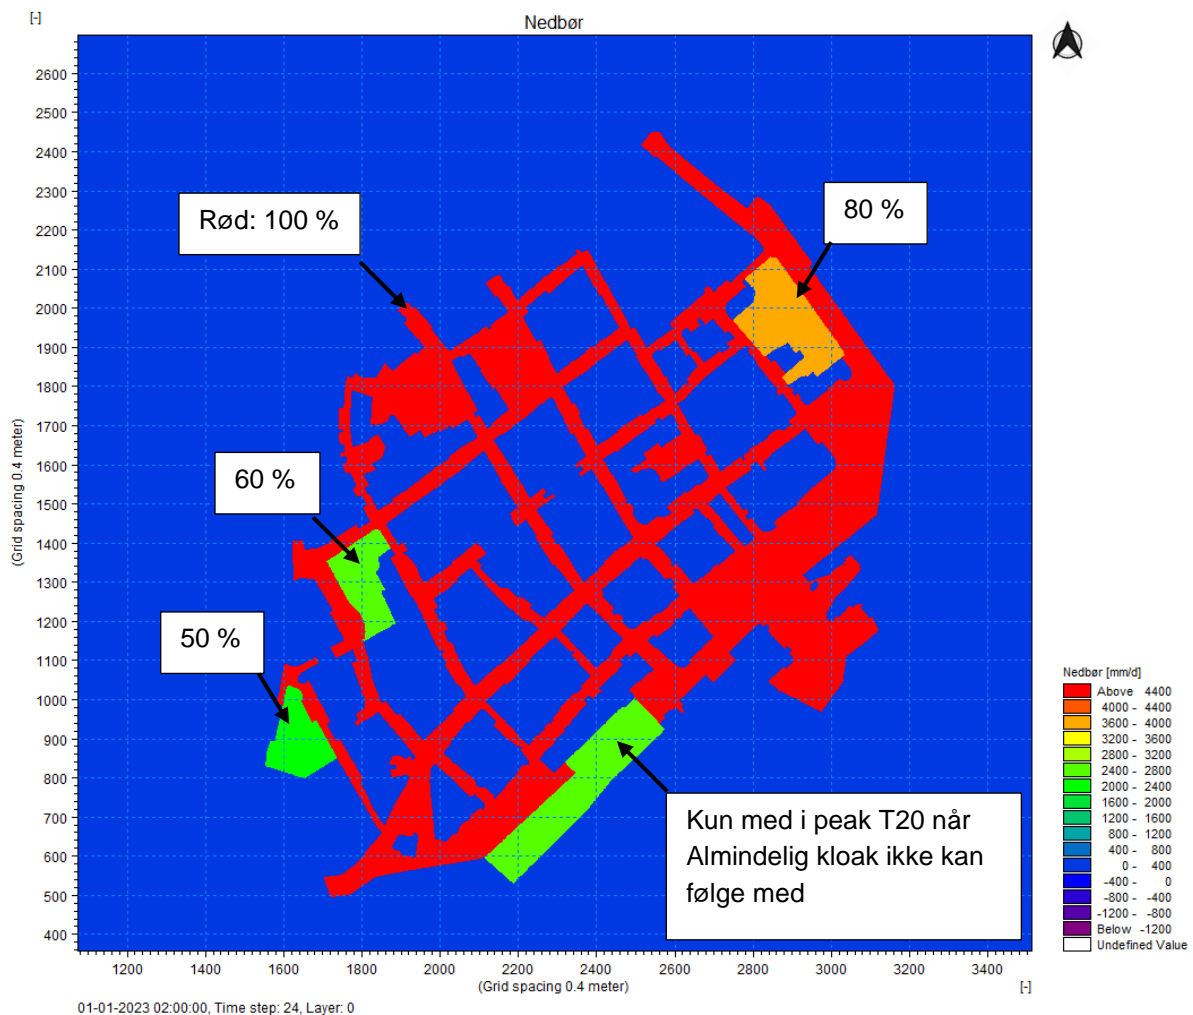 [-]
Nedbør
2600
2500
2400
2300
2200
2100
2000
1900
1800
1700
1600
1500
1400
1300
1200
1100
1000
900
800
700
600
500
400
(Grid spacing 0.4 meter)
Rød: 100 %
80 %
60 %
50 %
Kun med i peak T20 når
Almindelig kloak ikke kan
følge med
1200 1400 1600 1800 2000 2200 2400 2600 2800 3000 3200 3400
(Grid spacing 0.4 meter)
[-]
01-01-2023 02:00:00, Time step: 24, Layer: 0
Nedbør [mm/d]
Above 4400
4000 - 4400
3600 - 4000
3200 - 3600
2800 - 3200
2400 - 2800
2000 - 2400
1600 - 2000
1200 - 1600
800 - 1200
400 - 800
0 - 400
-400 - 0
-800 - -400
-1200 - -800
Below -1200
Undefined Value